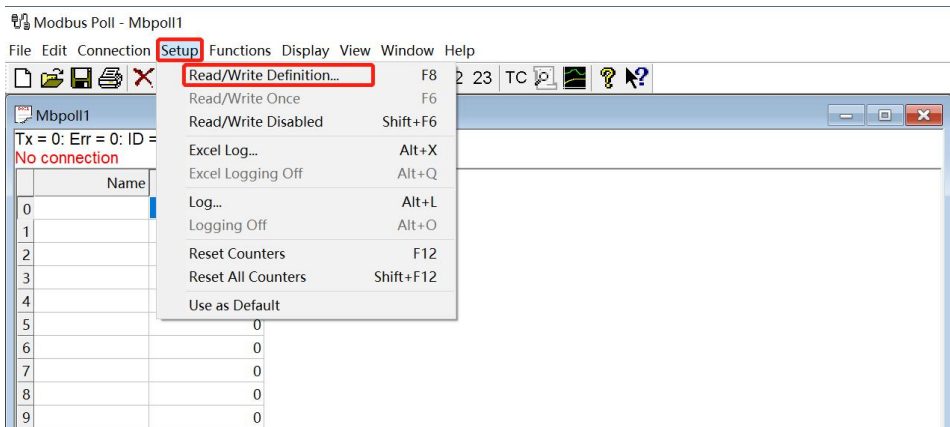 Modbus Poll - Mbpoll1
File Edit Connection Setup Functions Display View Window Help
23 TC
Read/Write Definition... F8
Read/Write Once F6
Read/Write Disabled Shift+F6
Excel Log... Alt+X
Excel Logging Off Alt+Q
Log... Alt+L
Logging Off Alt+O
Reset Counters F12
Reset All Counters Shift+F12
Use as Default
Mbpoll1
Tx = 0: Err = 0: ID =
No connection
Name
0
1
2
3
4
5 0
6 0
7 0
8 0
9 0